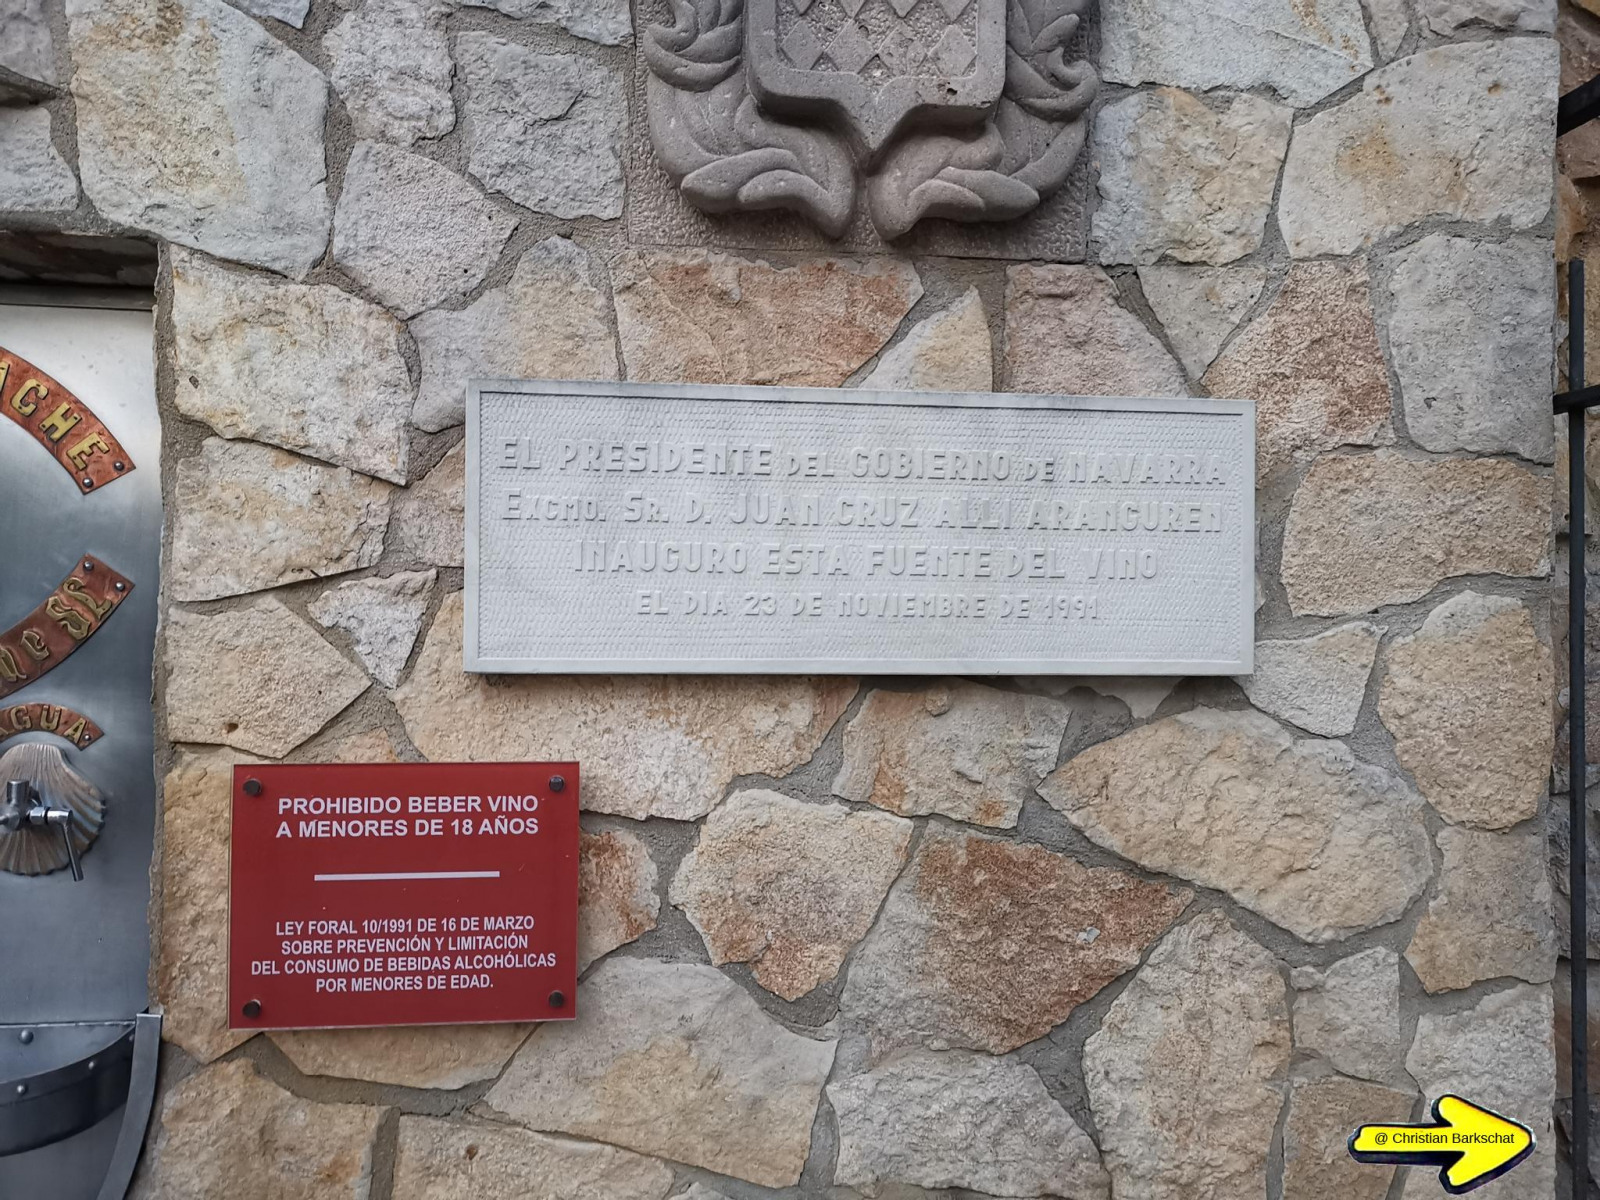 ACHE
AGUA
EL PRESIDENTE DEL GOBIERNO DE NAVARRA
EXCMO. SR. D. JUAN CRUZ ALLI ARANGUREN
INAUGURO ESTA FUENTE DEL VINO
EL DIA 23 DE NOVIEMBRE DE 1991
PROHIBIDO BEBER VINO
A MENORES DE 18 AÑOS
LEY FORAL 10/1991 DE 16 DE MARZO
SOBRE PREVENCIÓN Y LIMITACIÓN
DEL CONSUMO DE BEBIDAS ALCOHÓLICAS
POR MENORES DE EDAD.
@ Christian Barkschat